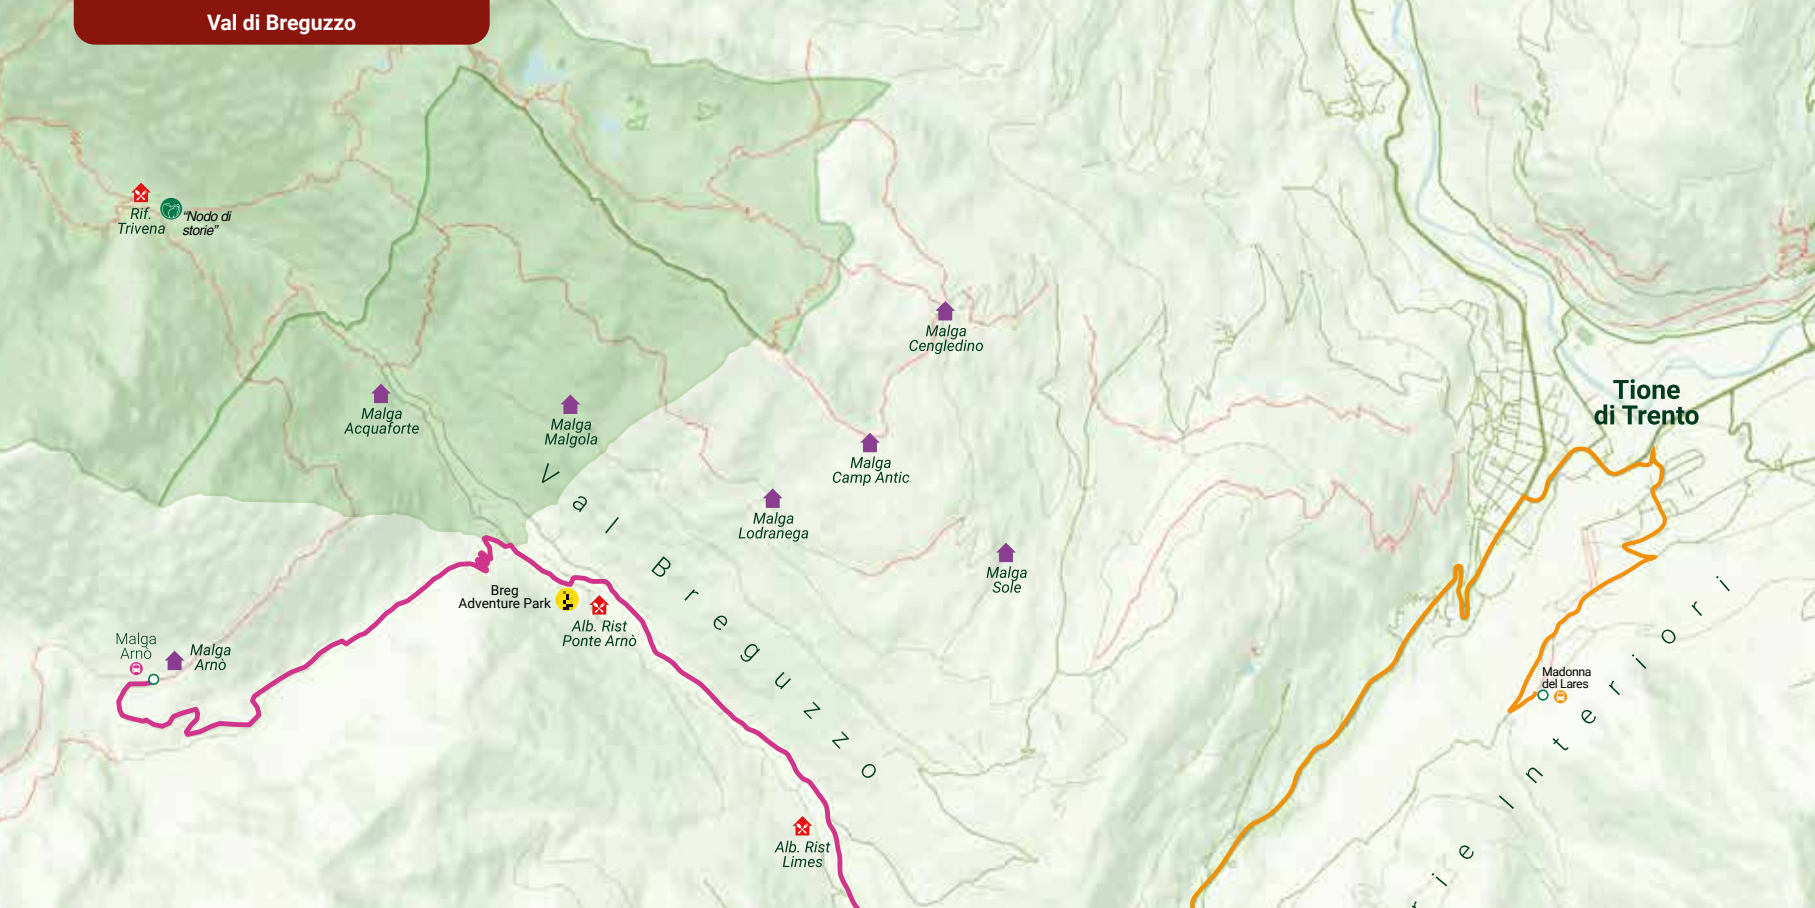 Val di Breguzzo
Rif.
Trivena
"Nodo di
storie"
Malga
Cengledino
Malga
Acquaforte
Malga
Malgola
Tione
di Trento
Malga
Camp Antic
Malga
Lodranega
Val Breguzzo
Malga
Sole
Breg
Adventure Park
Alb. Rist
Ponte Arnò
Malga
Arnò
Malga
Arnò
Madonna
del Lares
rie Interiori
Alb. Rist
Limes